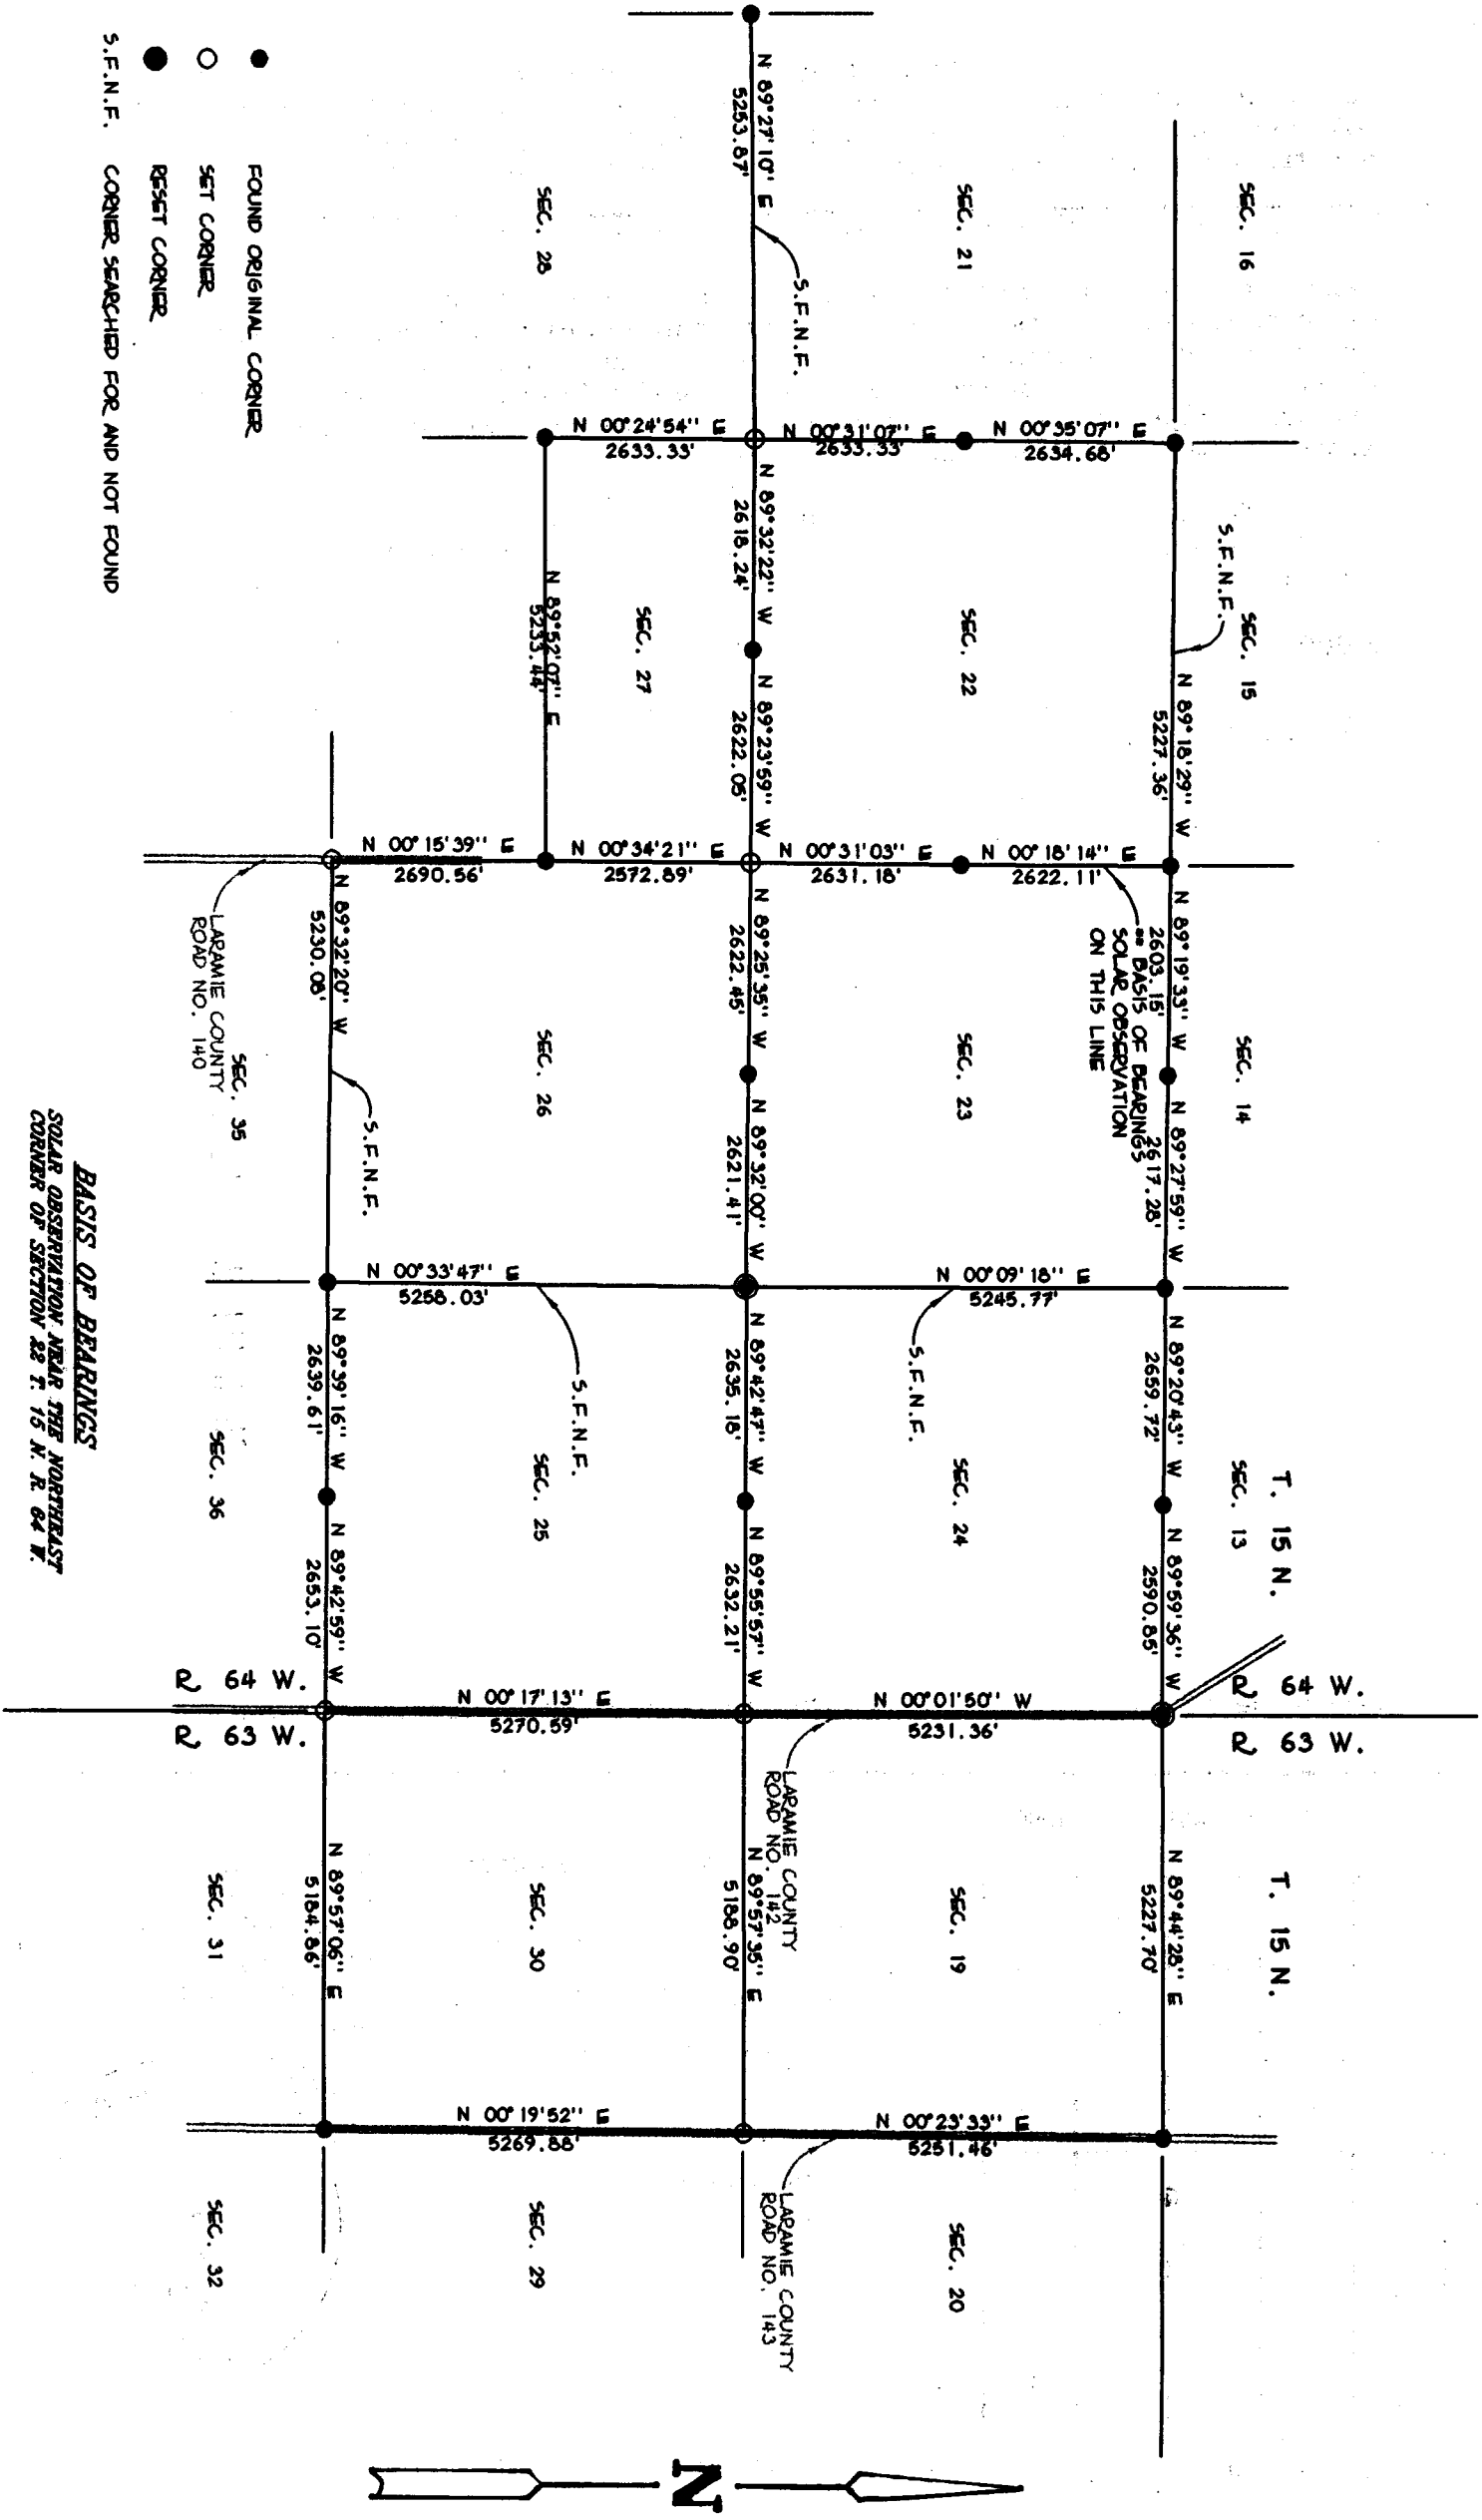 SEC. 16
SEC. 15
SEC. 14
T. 15 N.
SEC. 13
T. 15 N.
R 64 W.
R 63 W.
S.F.N.F.
N 89°18'29" W
5227.36'
N 89°19'33" W
2603.15'
N 89°27'59" W
2617.28'
N 89°20'43" W
2659.72'
N 89°59'36" W
2590.85'
N 89°44'28" E
5227.70'
N 00°35'07" E
2634.68'
N 00°18'14" E
2622.11'
BASIS OF BEARINGS
SOLAR OBSERVATION
ON THIS LINE
SEC. 21
SEC. 22
SEC. 23
SEC. 24
SEC. 19
SEC. 20
N 00°31'07" E
2633.33'
N 00°31'03" E
2631.18'
N 00°09'18" E
5245.77'
S.F.N.F.
N 00°01'50" W
5231.36'
N 00°23'33" E
5251.46'
S.F.N.F.
LARAMIE COUNTY
ROAD NO. 142
LARAMIE COUNTY
ROAD NO. 143
N 89°27'10" E
5253.87'
N 89°32'22" W
2618.24'
N 89°23'59" W
2622.05'
N 89°25'35" W
2622.45'
N 89°32'00" W
2621.41'
N 89°42'47" W
2635.18'
N 89°55'57" W
2632.21'
N 89°57'35" E
5188.90'
N 00°24'54" E
2633.33'
N 00°34'21" E
2572.89'
SEC. 28
SEC. 27
SEC. 26
SEC. 25
SEC. 30
SEC. 29
N 89°52'07" E
5233.44'
N 00°15'39" E
2690.56'
N 00°33'47" E
5258.03'
S.F.N.F.
N 00°17'13" E
5270.59'
N 00°19'52" E
5269.88'
S.F.N.F.
N 89°32'20" W
5230.08'
N 89°39'16" W
2639.61'
N 89°42'59" W
2653.10'
N 89°57'06" E
5184.86'
LARAMIE COUNTY
ROAD NO. 140
SEC. 35
SEC. 36
R 64 W.
R 63 W.
SEC. 31
SEC. 32
FOUND ORIGINAL CORNER
SET CORNER
RESET CORNER
S.F.N.F. CORNER SEARCHED FOR AND NOT FOUND
BASIS OF BEARINGS
SOLAR OBSERVATION NEAR THE NORTHEAST
CORNER OF SECTION 22 T. 15 N. R. 64 W.
N